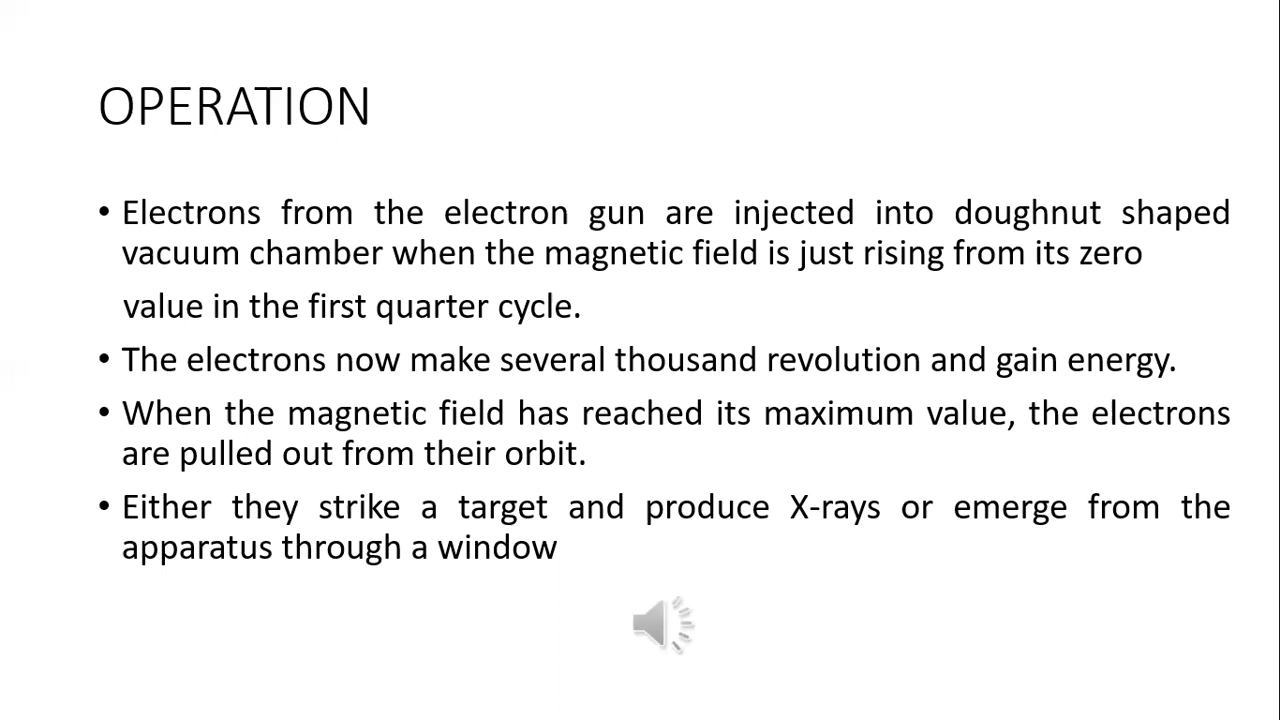 OPERATION
• Electrons from the electron gun are injected into doughnut shaped
vacuum chamber when the magnetic field is just rising from its zero
value in the first quarter cycle.
• The electrons now make several thousand revolution and gain energy.
• When the magnetic field has reached its maximum value, the electrons
are pulled out from their orbit.
• Either they strike a target and produce X-rays or emerge from the
apparatus through a window